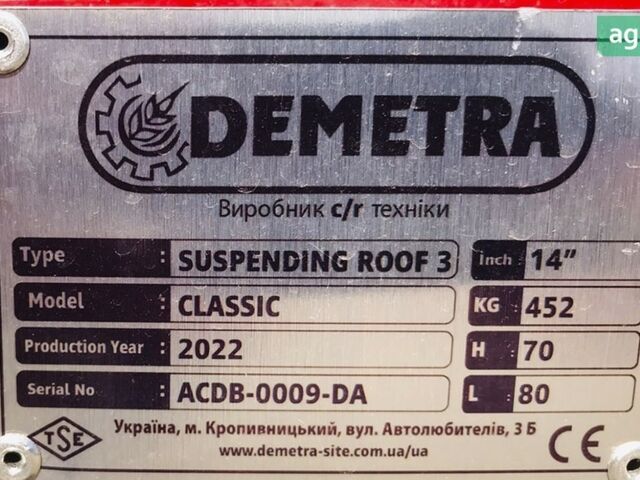 ag
DEMETRA
Виробник с/г техніки
Type : SUSPENDING ROOF 3 inch : 14”
Model : CLASSIC KG : 452
Production Year : 2022 H : 70
Serial No : ACDB-0009-DA L : 80
TSE Україна, м. Кропивницький, вул. Автолюбителів, 3 Б CE
www.demetra-site.com.ua/ua